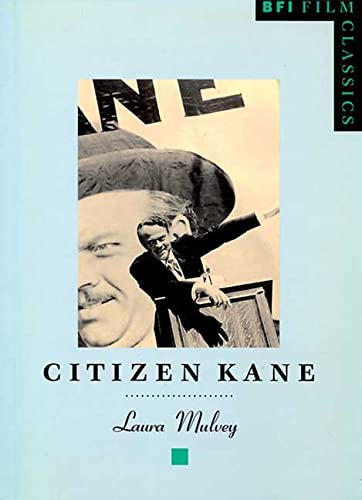 BFI FILM
CLASSICS
ANE
CITIZEN KANE
Laura Mulvey